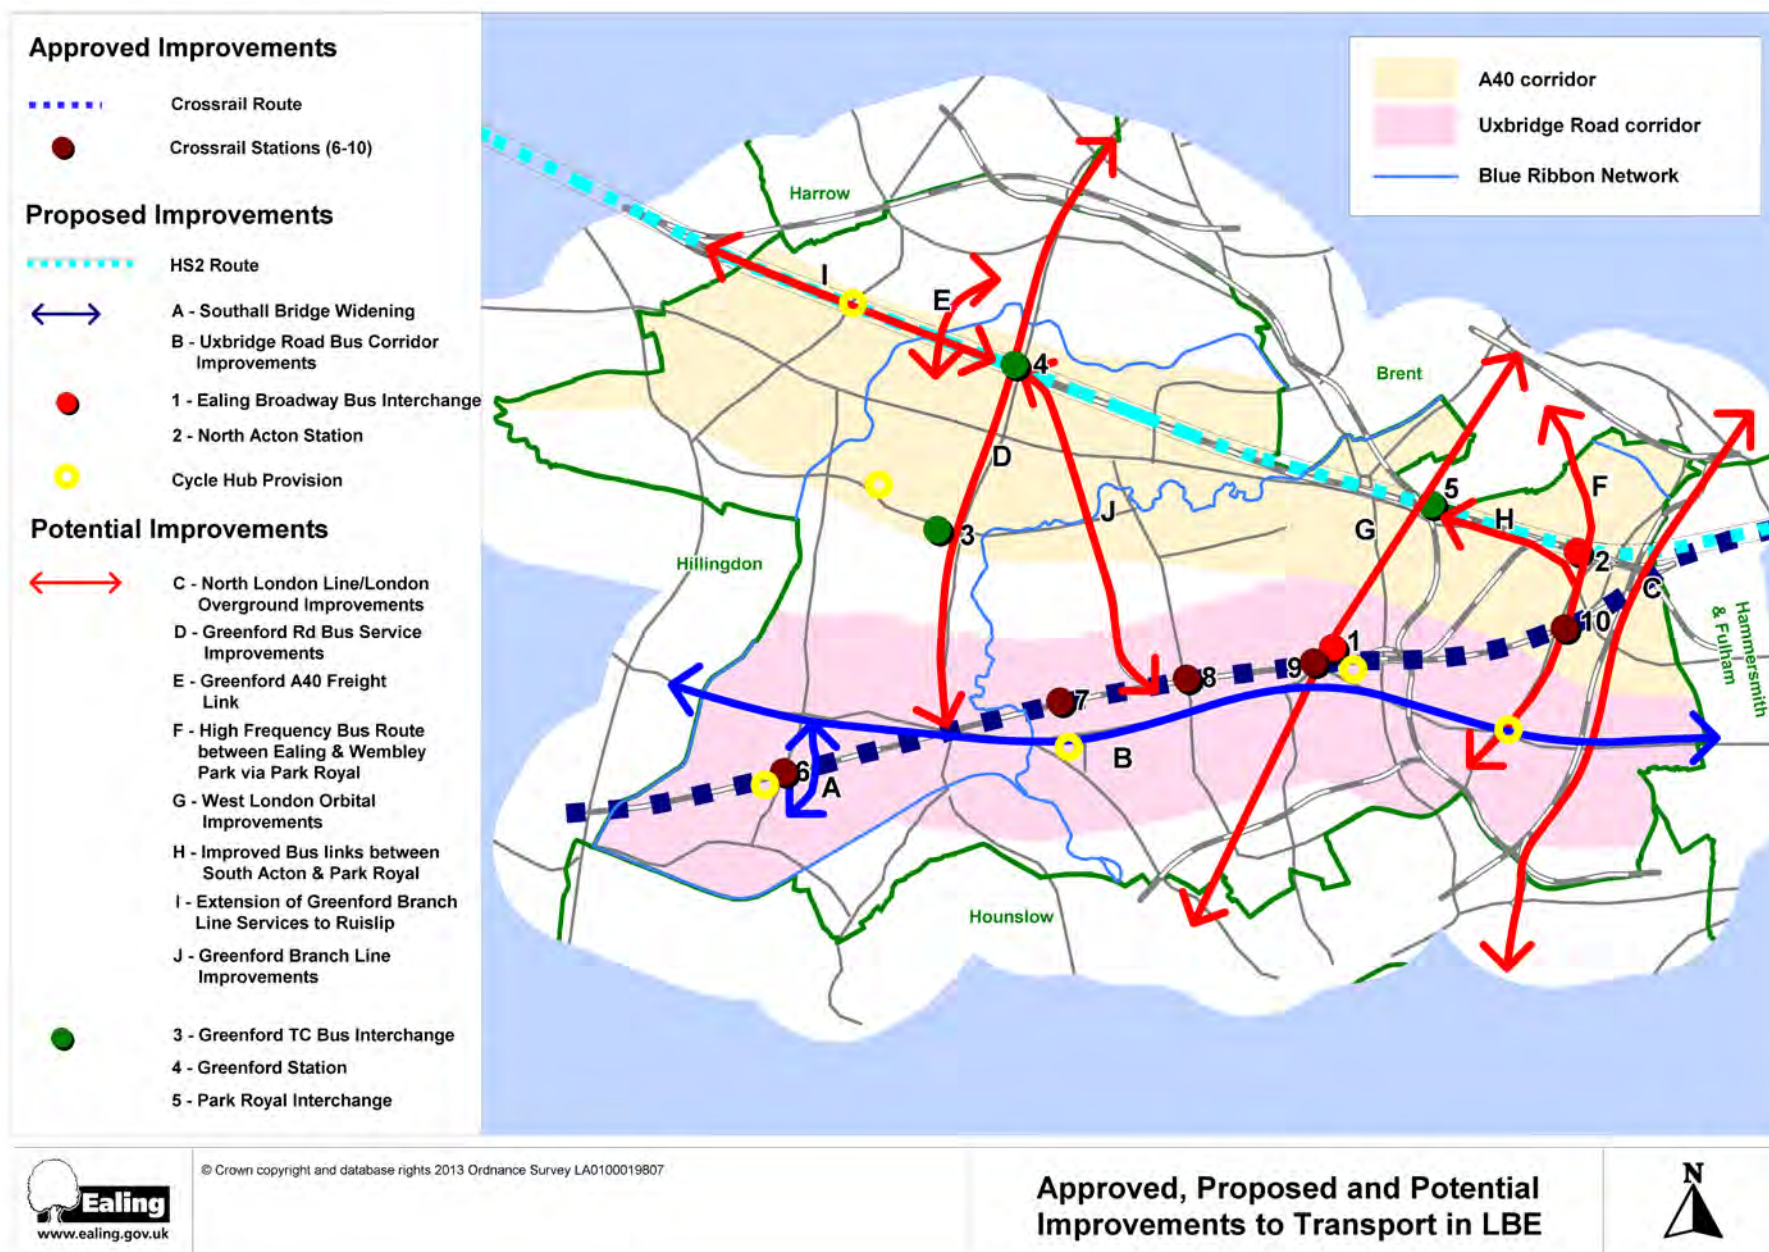 Approved Improvements
Crossrail Route
Crossrail Stations (6-10)
Proposed Improvements
HS2 Route
A - Southall Bridge Widening
B - Uxbridge Road Bus Corridor
Improvements
1 - Ealing Broadway Bus Interchange
2 - North Acton Station
Cycle Hub Provision
Potential Improvements
C - North London Line/London
Overground Improvements
D - Greenford Rd Bus Service
Improvements
E - Greenford A40 Freight
Link
F - High Frequency Bus Route
between Ealing & Wembley
Park via Park Royal
G - West London Orbital
Improvements
H - Improved Bus links between
South Acton & Park Royal
I - Extension of Greenford Branch
Line Services to Ruislip
J - Greenford Branch Line
Improvements
3 - Greenford TC Bus Interchange
4 - Greenford Station
5 - Park Royal Interchange
A40 corridor
Uxbridge Road corridor
Blue Ribbon Network
Harrow
I
E
4
Brent
D
J
5
F
G
H
3
2
Hillingdon
C
Hammersmith
& Fulham
10
1
9
8
7
B
6
A
Hounslow
Ealing
www.ealing.gov.uk
© Crown copyright and database rights 2013 Ordnance Survey LA0100019807
Approved, Proposed and Potential
Improvements to Transport in LBE
N